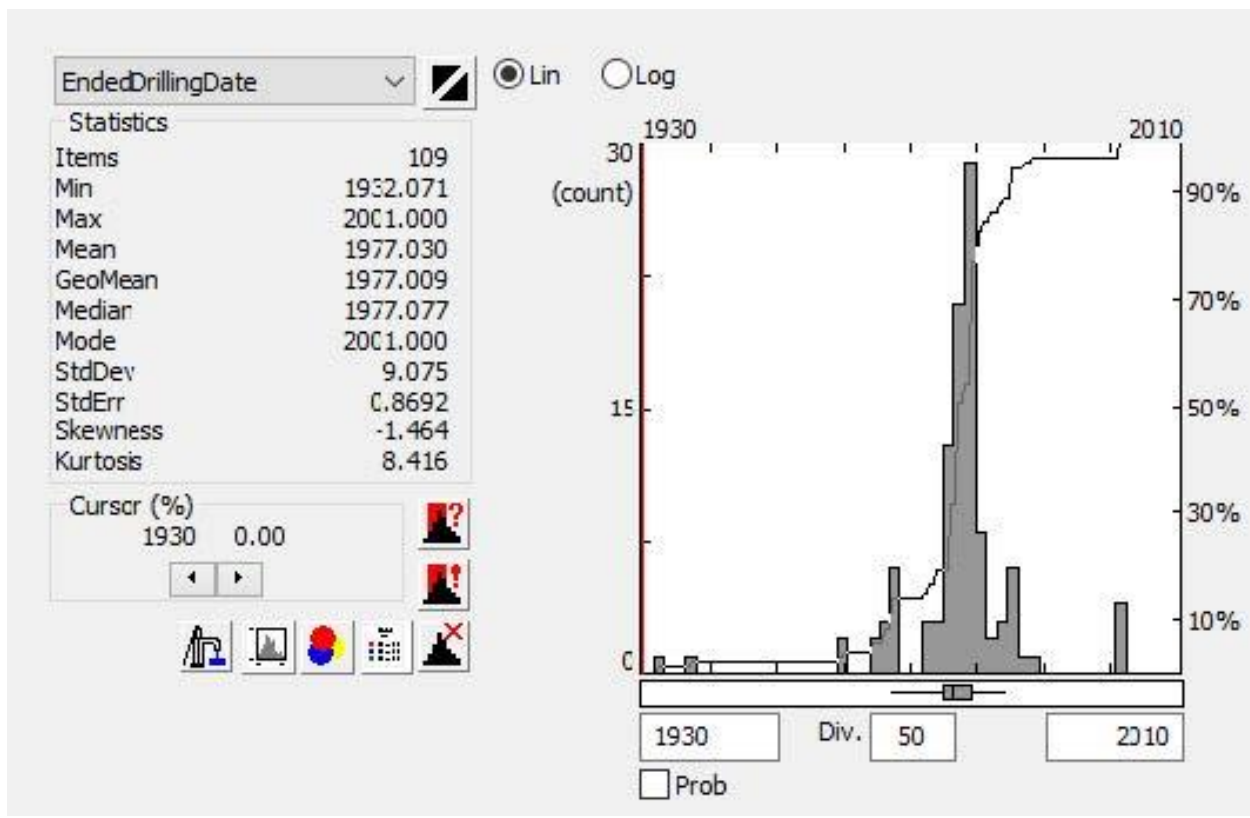 EndedDrillingDate
Lin Log
Statistics
Items 109
Min 1932.071
Max 2001.000
Mean 1977.030
GeoMean 1977.009
Median 1977.077
Mode 2001.000
StdDev 9.075
StdErr 0.8692
Skewness -1.464
Kurtosis 8.416
Cursor (%)
1930 0.00
1930 2010
30
(count)
15
0
90%
70%
50%
30%
10%
1930 Div. 50 2010
Prob